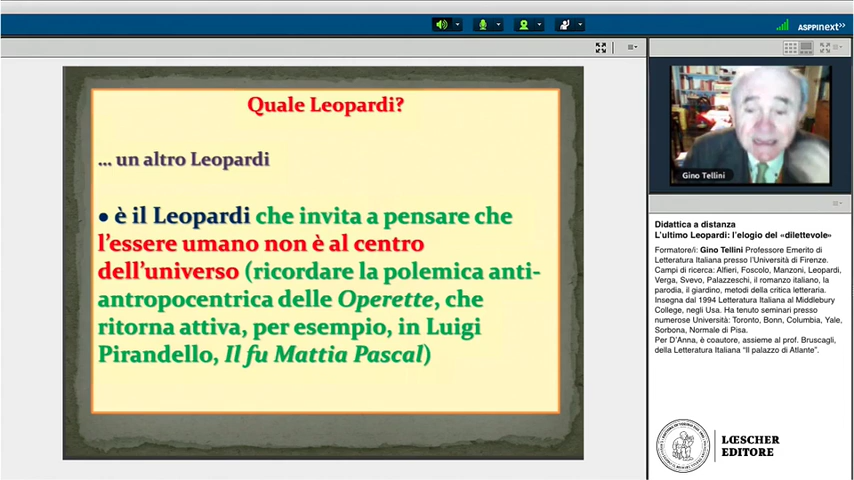 ASPPInext»
Quale Leopardi?
... un altro Leopardi
• è il Leopardi che invita a pensare che
l'essere umano non è al centro
dell'universo (ricordare la polemica anti-
antropocentrica delle Operette, che
ritorna attiva, per esempio, in Luigi
Pirandello, Il fu Mattia Pascal)
Gino Tellini
Didattica a distanza
L'ultimo Leopardi: l'elogio del «dilettevole»
Formatore/i: Gino Tellini Professore Emerito di
Letteratura Italiana presso l'Università di Firenze.
Campi di ricerca: Alfieri, Foscolo, Manzoni, Leopardi,
Verga, Svevo, Palazzeschi, il romanzo italiano, la
parodia, il giardino, metodi della critica letteraria.
Insegna dal 1994 Letteratura Italiana al Middlebury
College, negli Usa. Ha tenuto seminari presso
numerose Università: Toronto, Bonn, Columbia, Yale,
Sorbona, Normale di Pisa.
Per D'Anna, è coautore, assieme al prof. Bruscagli,
della Letteratura Italiana "Il palazzo di Atlante".
LŒSCHER
EDITORE